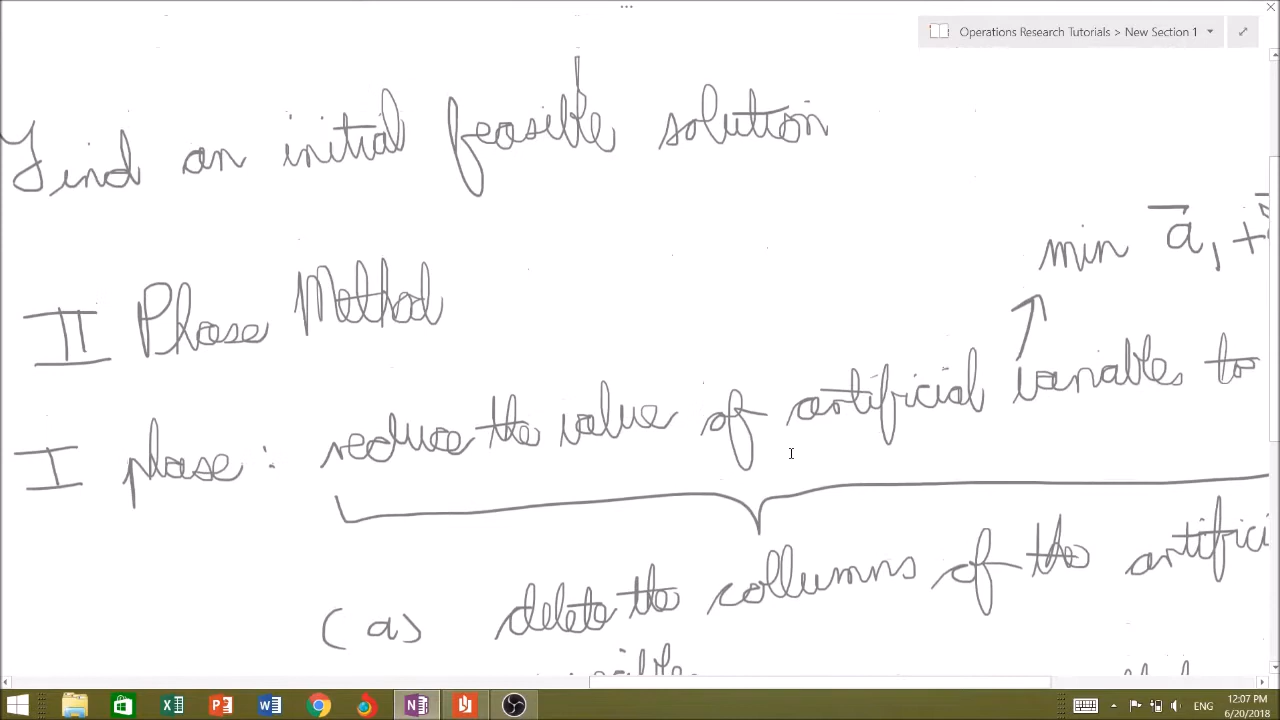 Operations Research Tutorials > New Section 1
Find an initial feasible solution
min a₁ +
II Phase Method
I phase : reduce the value of artificial variables to
(a) delete the collumns of the artifici
ENG
12:07 PM
6/20/2018